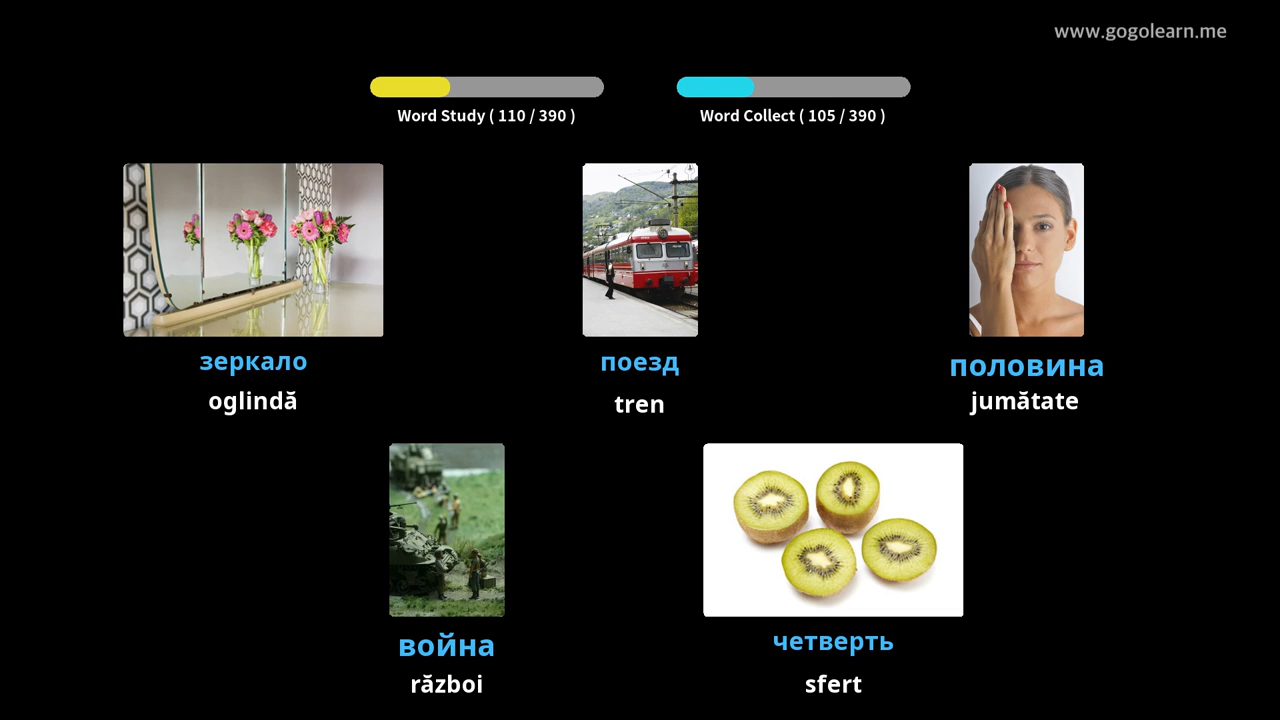 www.gogolearn.me
Word Study ( 110 / 390 )
Word Collect ( 105 / 390 )
зеркало
oglindă
поезд
tren
половина
jumătate
война
război
четверть
sfert